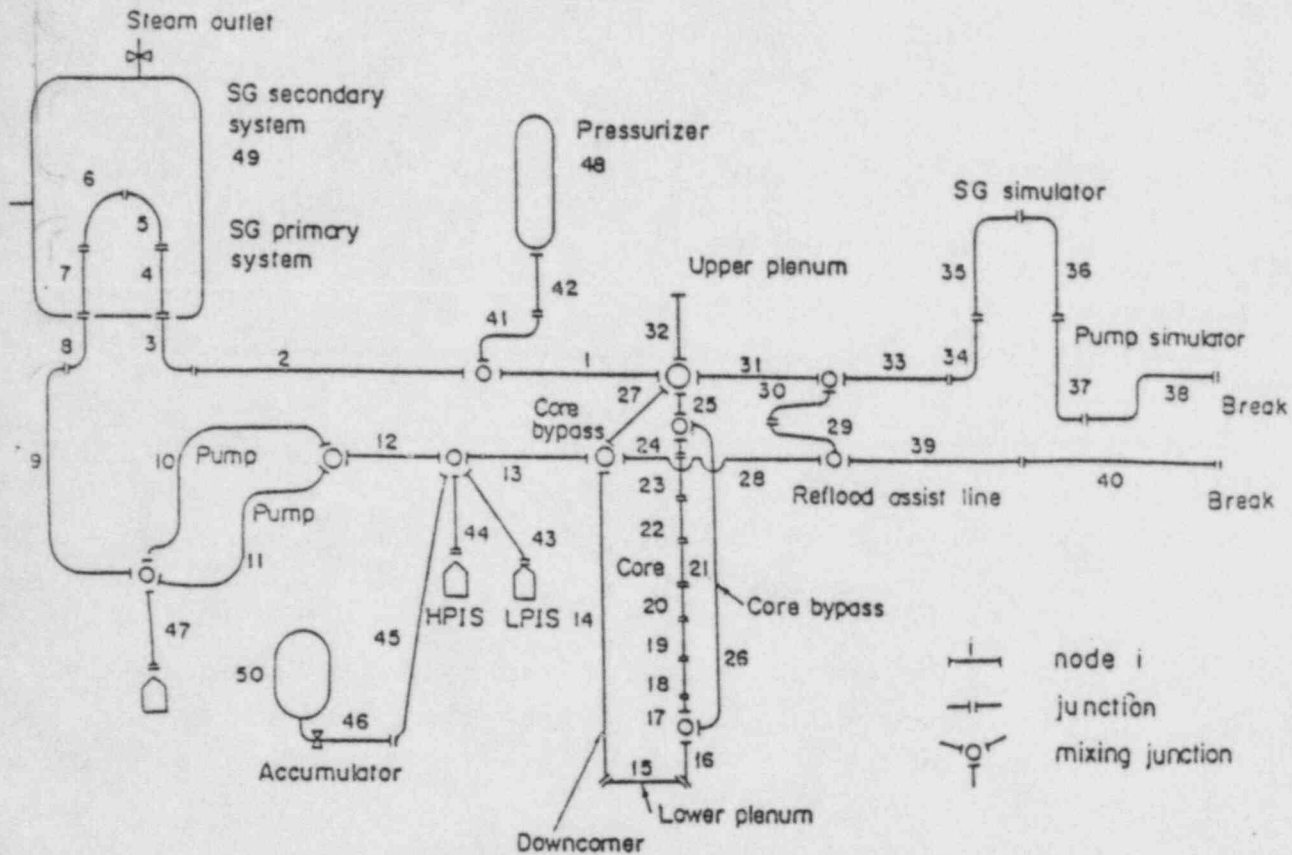 Steam outlet
SG secondary
system
49
6
5
SG primary
system
7
4
8
3
2
Pressurizer
48
42
41
1
Upper plenum
32
31
30
27
25
Core
bypass
SG simulator
35
36
33
34
Pump simulator
37
38
Break
29
39
40
Reflood assist line
Break
9
10
Pump
12
Pump
11
13
24
28
23
22
44
43
Core
21
20
Core bypass
HPIS
LPIS
14
47
45
19
26
50
18
17
46
16
Accumulator
15
Lower plenum
Downcomer
i
node i
junction
mixing junction